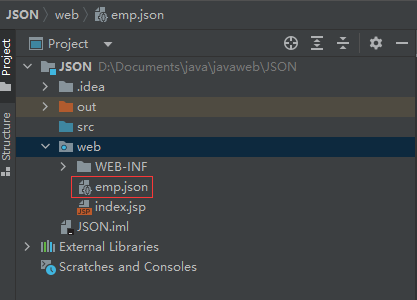 JSON web emp.json
Project
Project
JSON D:\Documents\java\javaweb\JSON
.idea
out
src
Structure
web
WEB-INF
emp.json
JSP index.jsp
JSON.iml
External Libraries
Scratches and Consoles